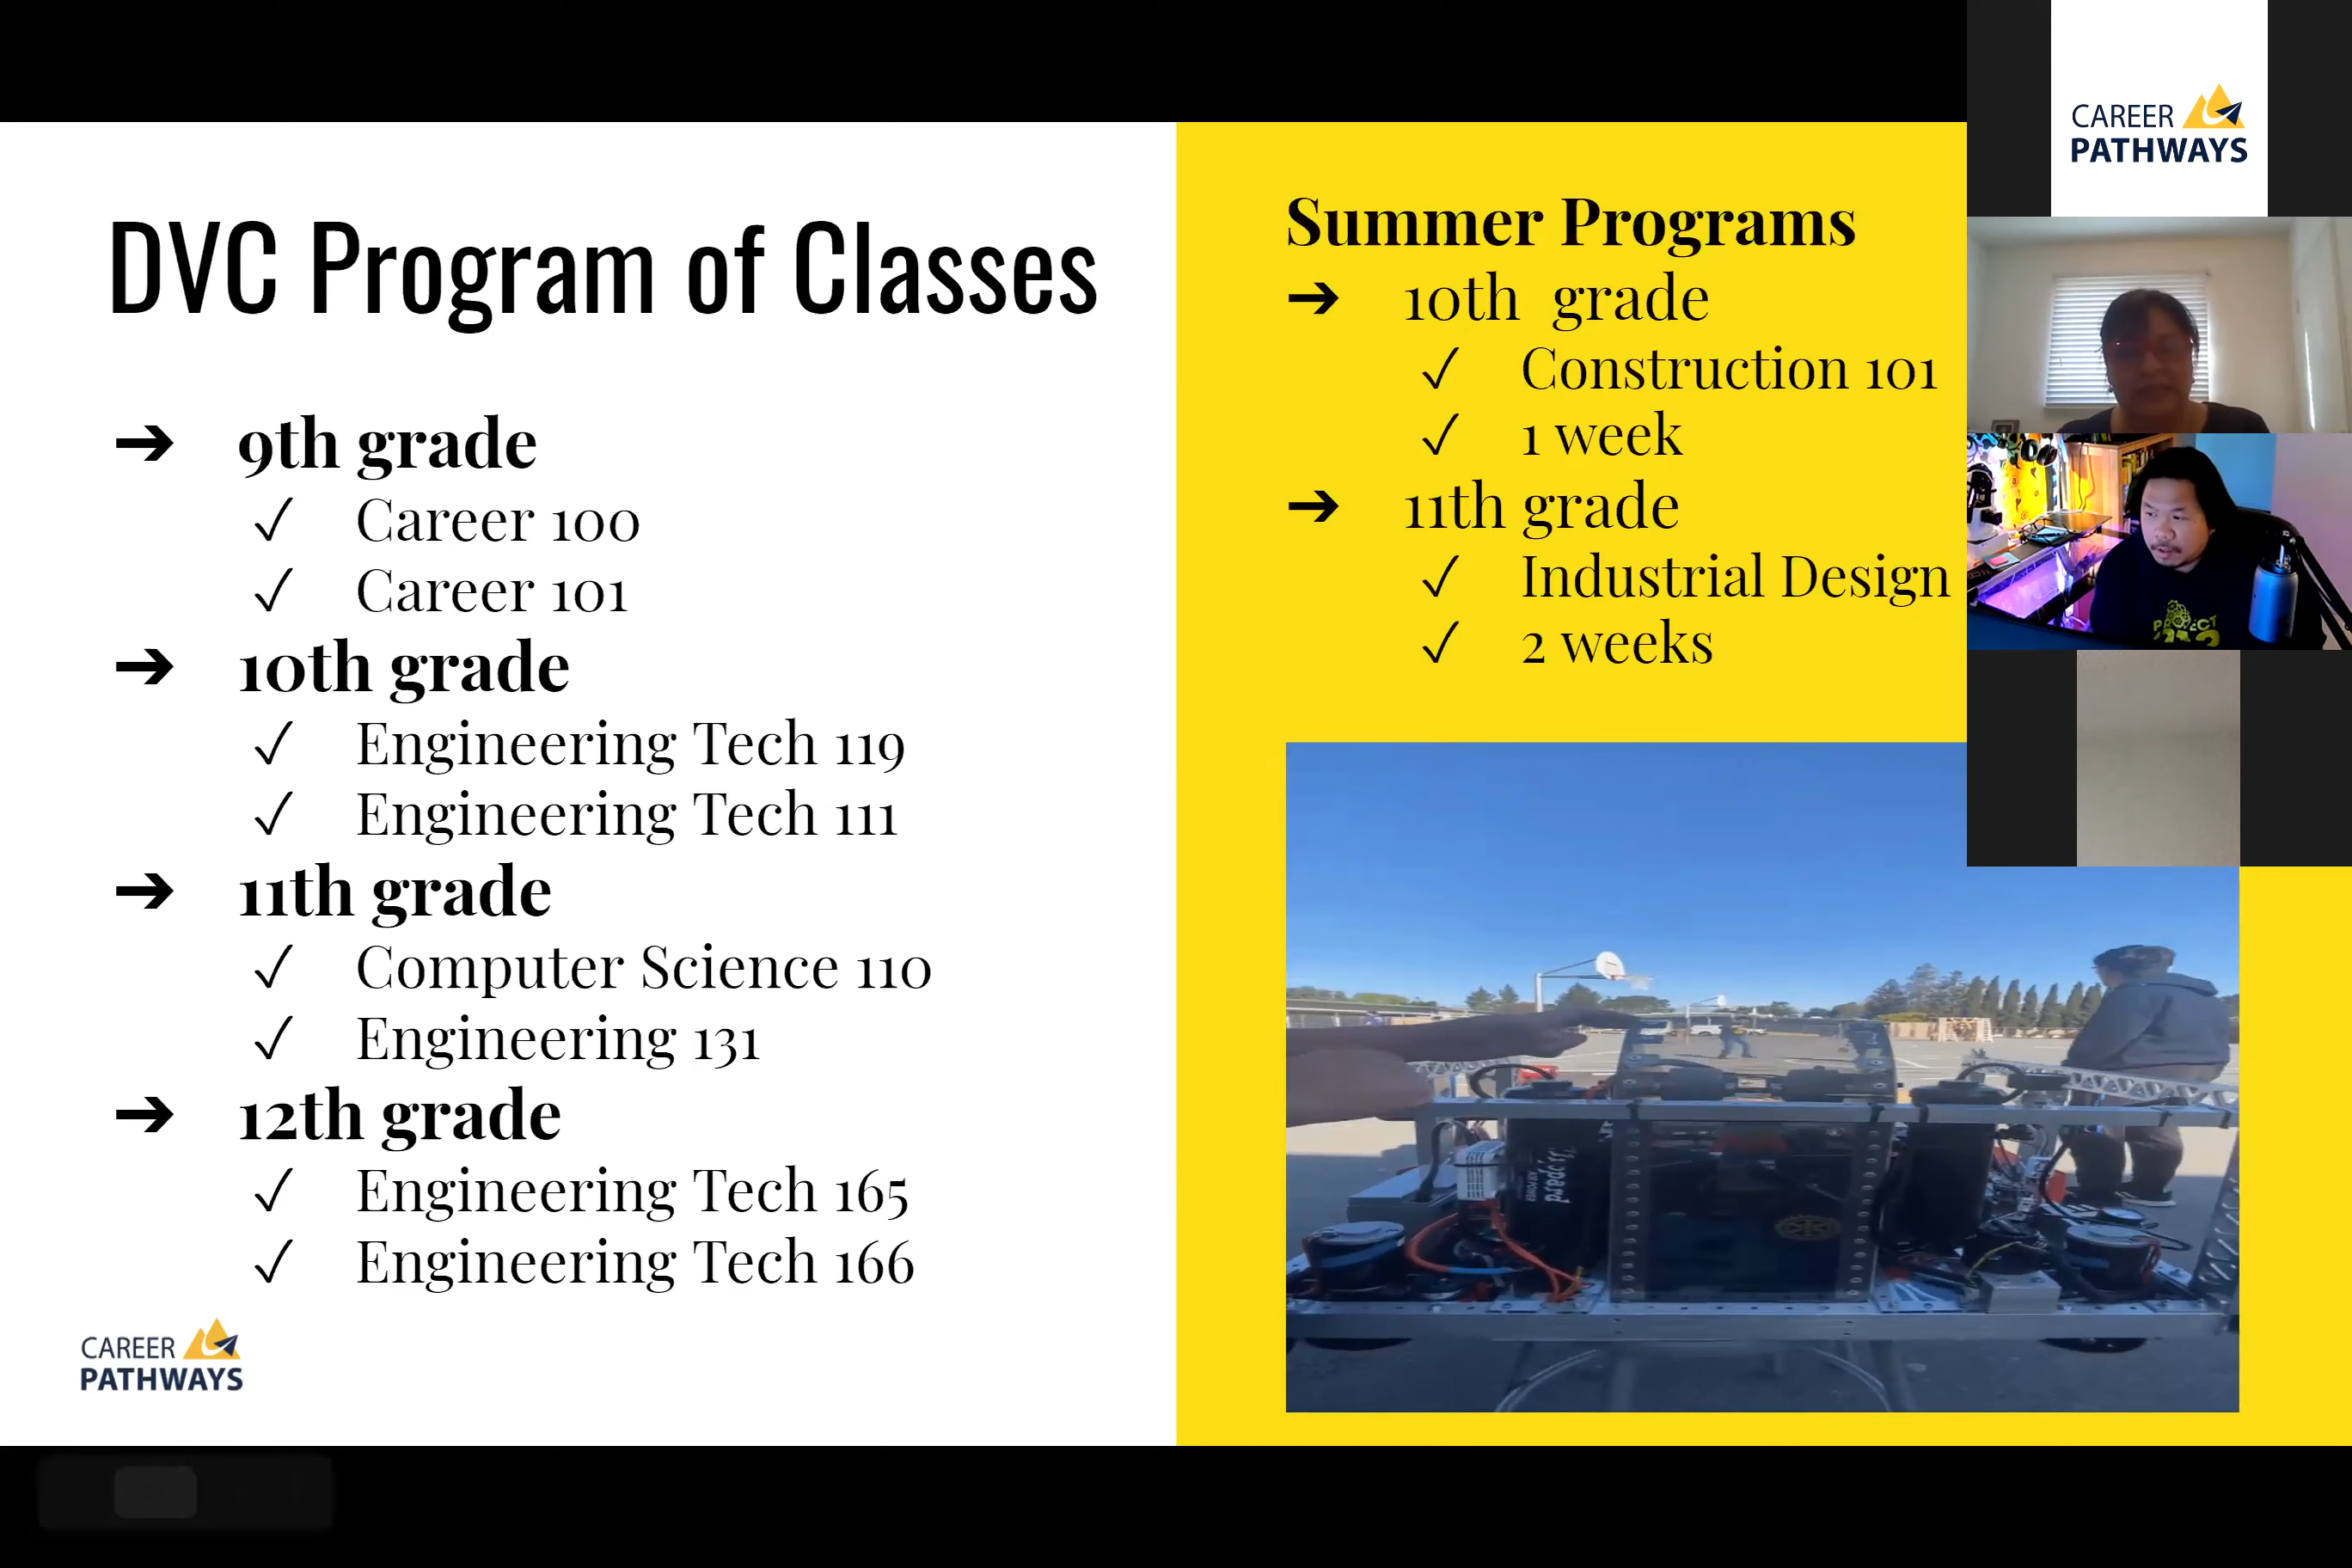 DVC Program of Classes
➔ 9th grade
✓ Career 100
✓ Career 101
➔ 10th grade
✓ Engineering Tech 119
✓ Engineering Tech 111
➔ 11th grade
✓ Computer Science 110
✓ Engineering 131
➔ 12th grade
✓ Engineering Tech 165
✓ Engineering Tech 166
CAREER
PATHWAYS
Summer Programs
➔ 10th grade
✓ Construction 101
✓ 1 week
➔ 11th grade
✓ Industrial Design
✓ 2 weeks
CAREER
PATHWAYS
PROJECT